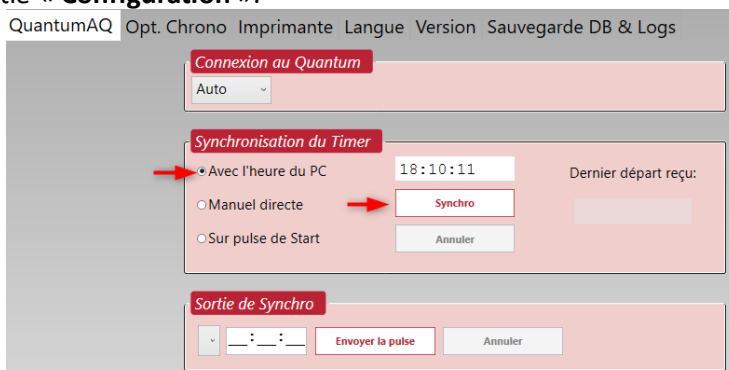 « Configuration »:
QuantumAQ Opt. Chrono Imprimante Langue Version Sauvegarde DB & Logs
Connexion au Quantum
Auto
Synchronisation du Timer
Avec l'heure du PC 18:10:11 Dernier départ reçu:
Manuel directe Synchro
Sur pulse de Start Annuler
Sortie de Synchro
__:__:__ Envoyer la pulse Annuler